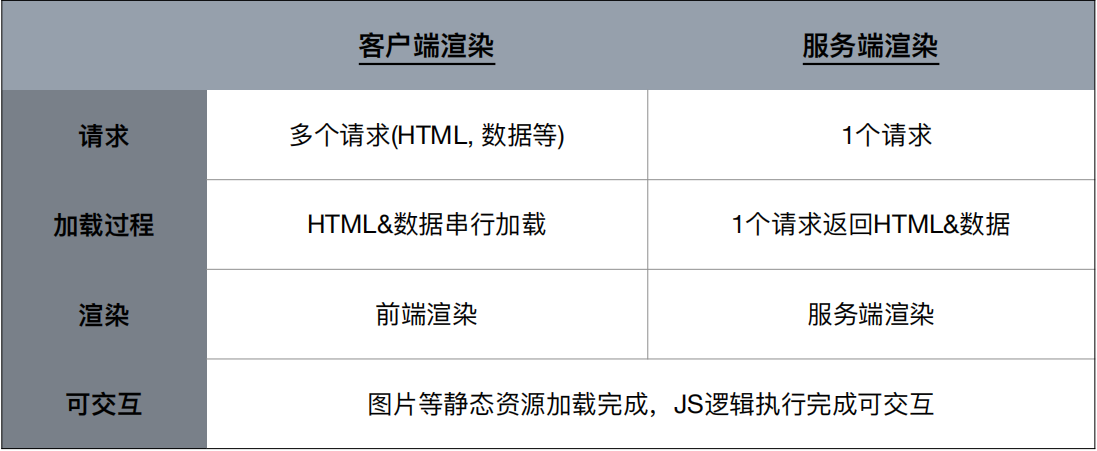 客户端渲染 服务端渲染
请求 多个请求(HTML, 数据等) 1个请求
加载过程 HTML&数据串行加载 1个请求返回HTML&数据
渲染 前端渲染 服务端渲染
可交互 图片等静态资源加载完成，JS逻辑执行完成可交互